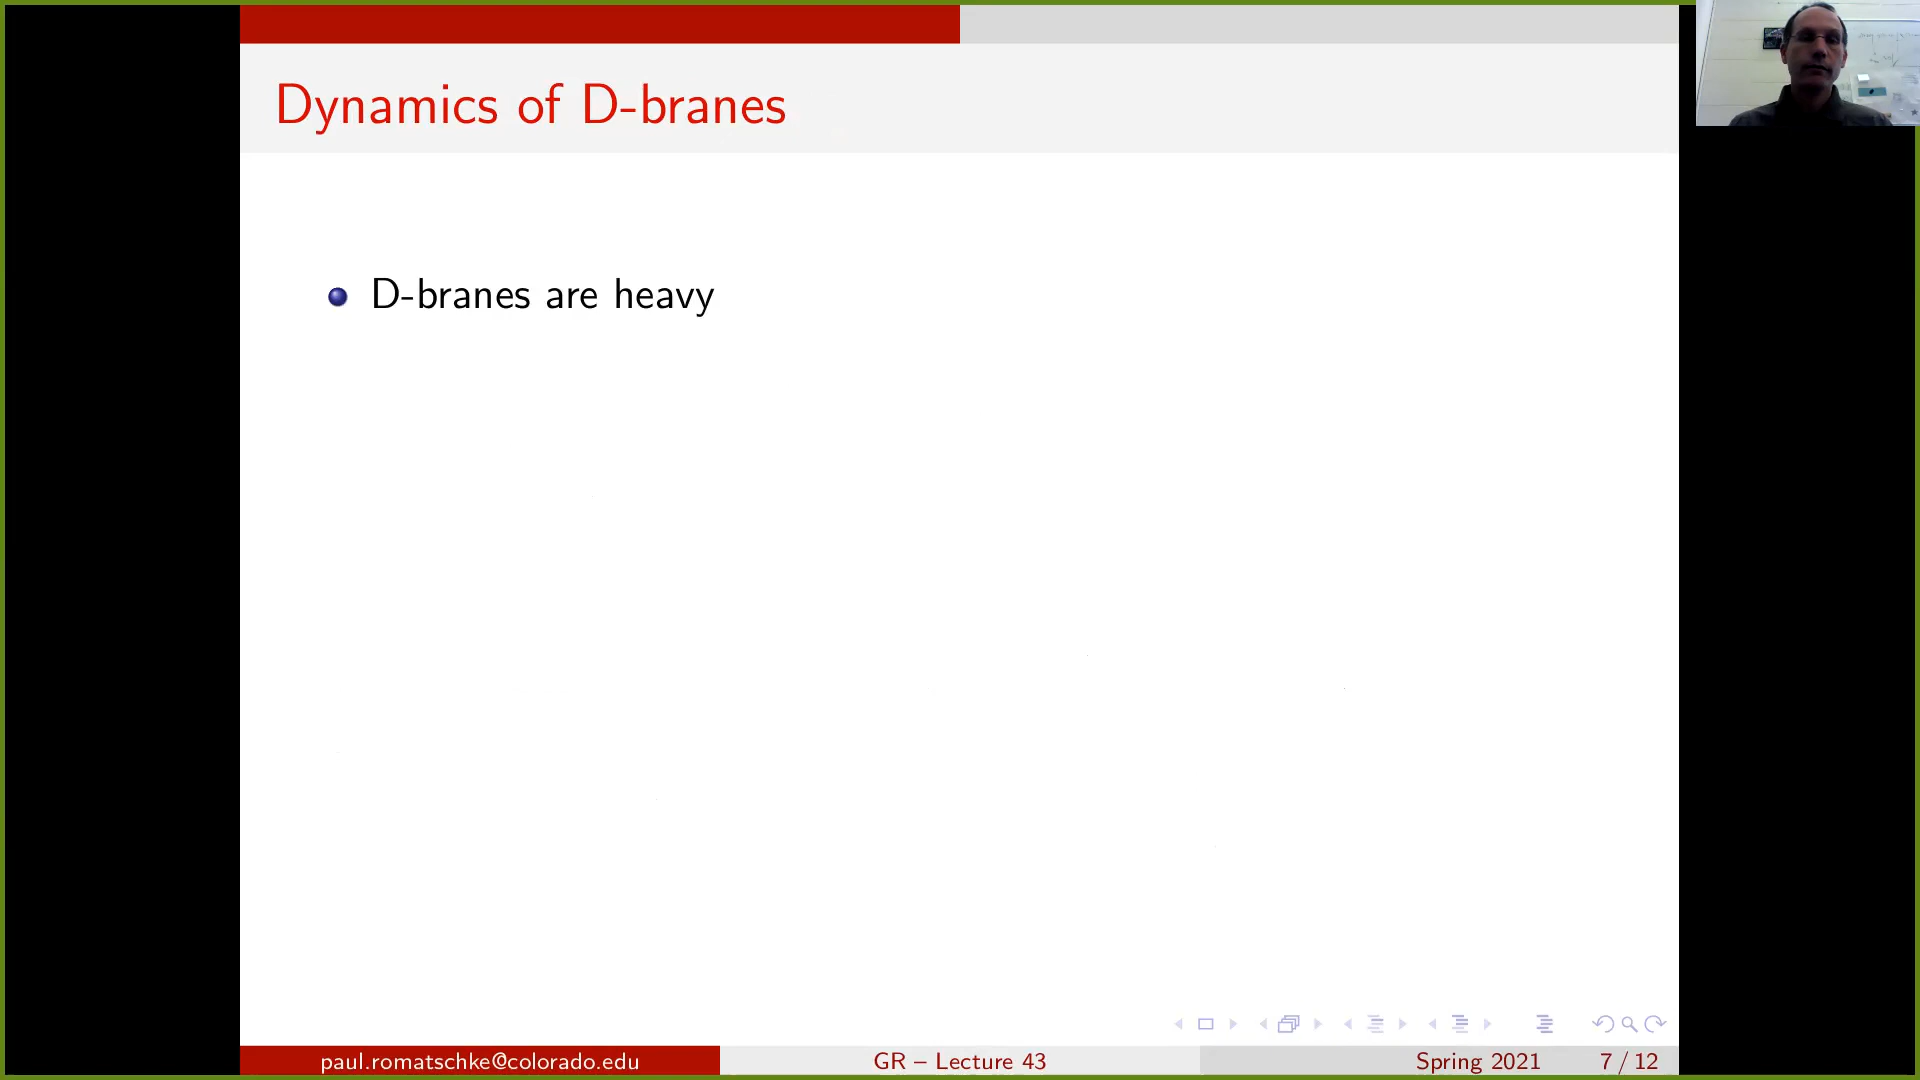 Dynamics of D-branes
D-branes are heavy
paul.romatschke@colorado.edu
GR – Lecture 43
Spring 2021
7 / 12